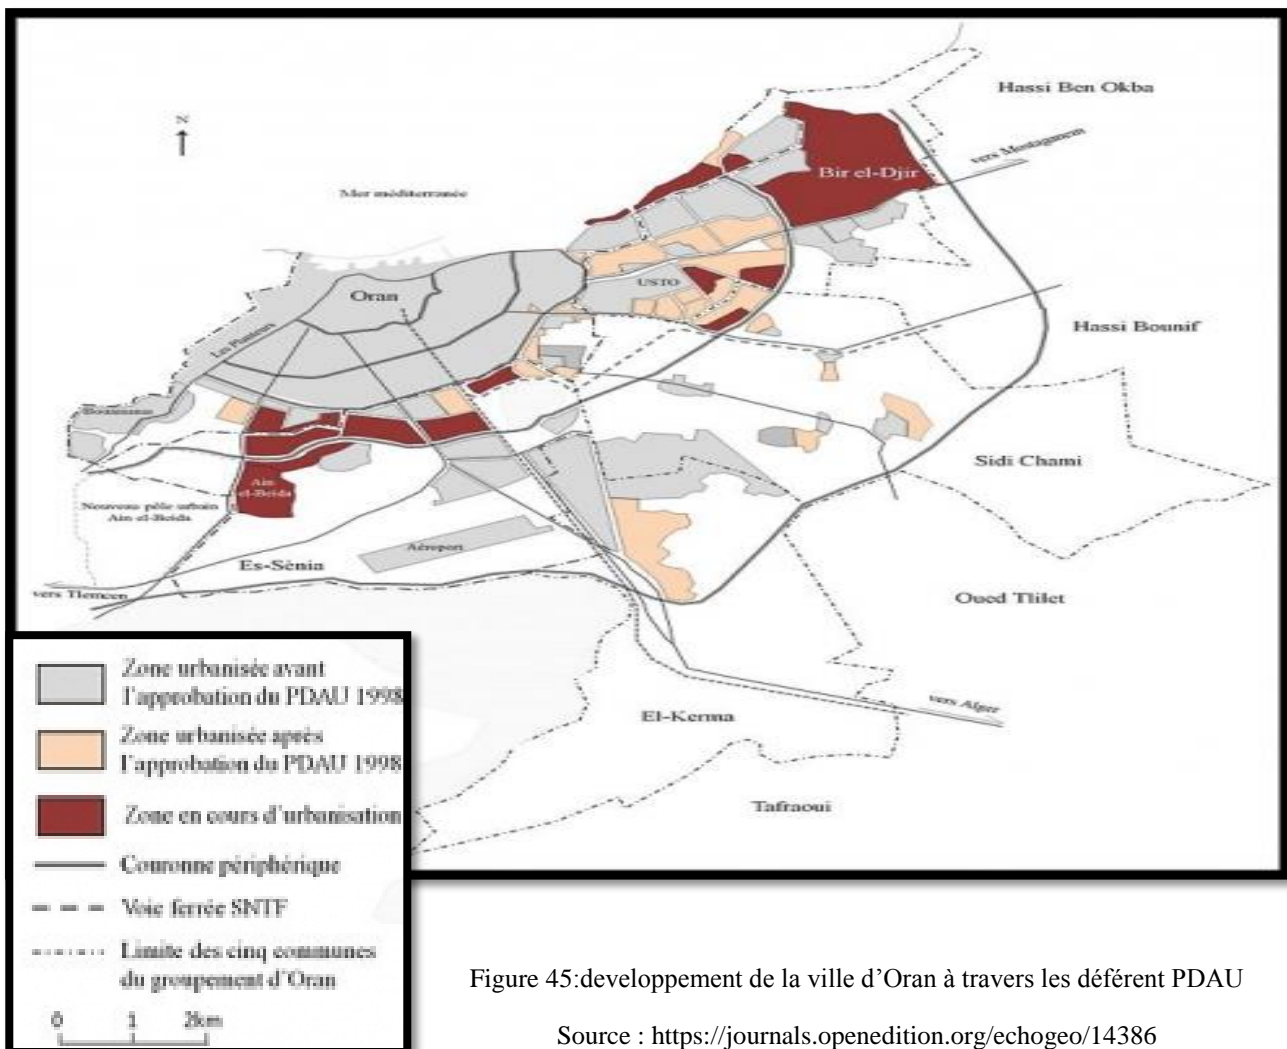 Hassi Ben Okba
N
vers Mostaganem
Bir el-Djir
Mer méditerranée
USTO
Oran
Hassi Bounif
Les Planteurs
Sidi Chami
Ain
el-Beida
Nouveau pôle urbain
Ain el-Beida
Aéroport
Es-Sénia
vers Tlemcen
Oued Tlilet
vers Alger
El-Kerma
Tafraoui
Zone urbanisée avant
l'approbation du PDAU 1998
Zone urbanisée après
l'approbation du PDAU 1998
Zone en cours d'urbanisation
Couronne périphérique
Voie ferrée SNTF
Limite des cinq communes
du groupement d'Oran
0 1 2km
Figure 45:developpement de la ville d'Oran à travers les déférent PDAU
Source : https://journals.openedition.org/echogeo/14386